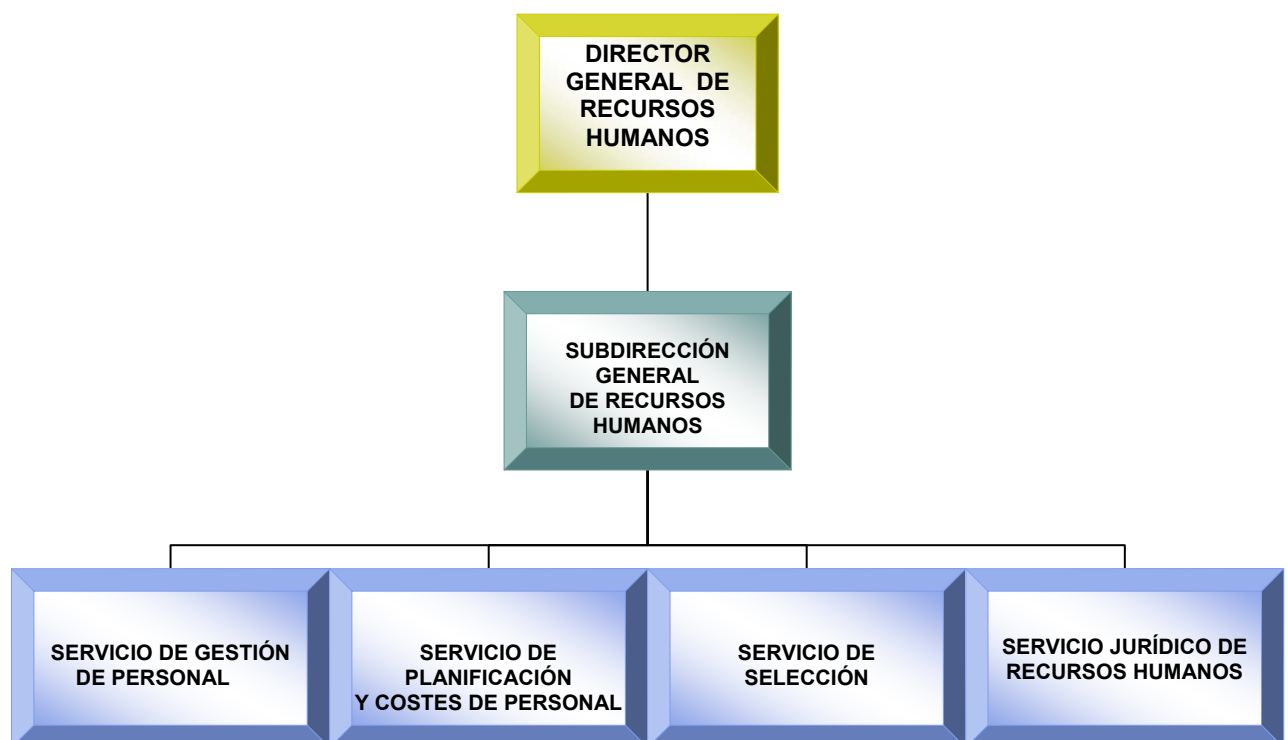 DIRECTOR
GENERAL DE
RECURSOS
HUMANOS
SUBDIRECCIÓN
GENERAL
DE RECURSOS
HUMANOS
SERVICIO DE GESTIÓN
DE PERSONAL
SERVICIO DE
PLANIFICACIÓN
Y COSTES DE PERSONAL
SERVICIO DE
SELECCIÓN
SERVICIO JURÍDICO DE
RECURSOS HUMANOS